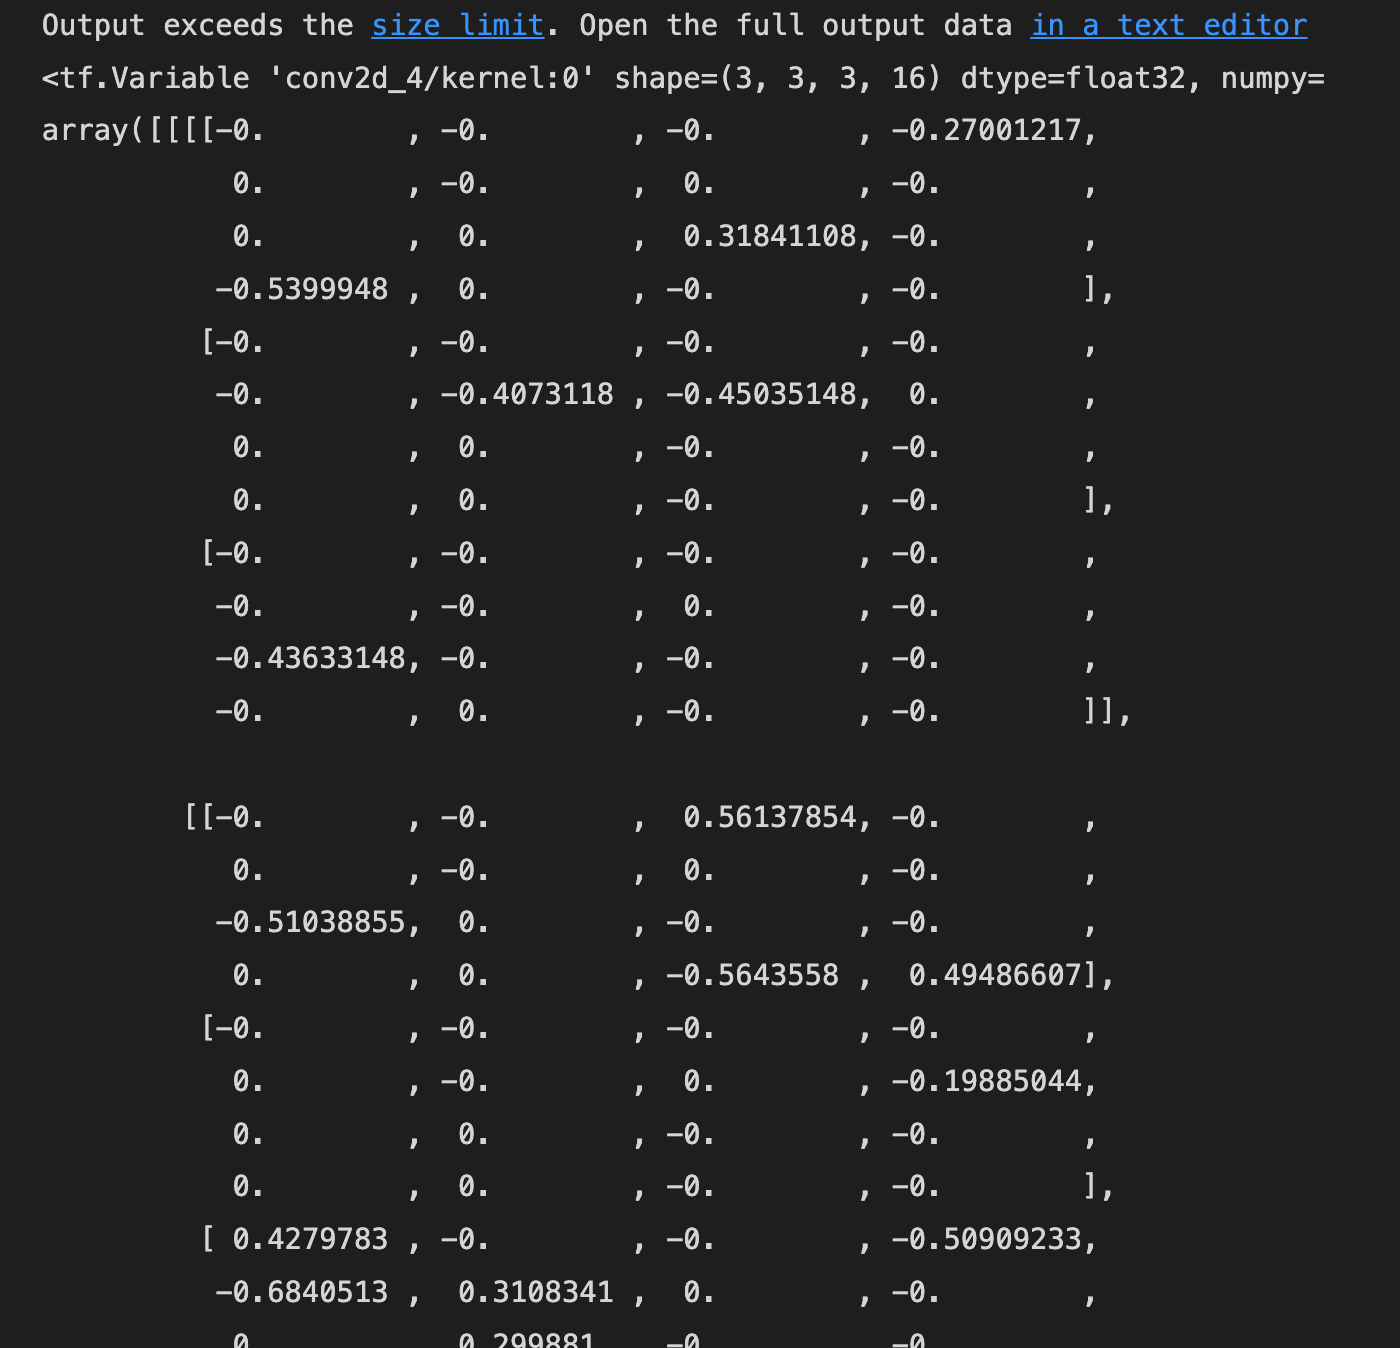 Output exceeds the size limit. Open the full output data in a text editor
<tf.Variable 'conv2d_4/kernel:0' shape=(3, 3, 3, 16) dtype=float32, numpy=
array([[[[-0.        , -0.        , -0.        , -0.27001217,
           0.        , -0.        ,  0.        , -0.        ,
           0.        ,  0.        ,  0.31841108, -0.        ,
          -0.5399948 ,  0.        , -0.        , -0.        ],
         [-0.        , -0.        , -0.        , -0.        ,
          -0.        , -0.4073118 , -0.45035148,  0.        ,
           0.        ,  0.        , -0.        , -0.        ,
           0.        ,  0.        , -0.        , -0.        ],
         [-0.        , -0.        , -0.        , -0.        ,
          -0.        , -0.        ,  0.        , -0.        ,
          -0.43633148, -0.        , -0.        , -0.        ,
          -0.        ,  0.        , -0.        , -0.        ]],

        [[-0.        , -0.        ,  0.56137854, -0.        ,
           0.        , -0.        ,  0.        , -0.        ,
          -0.51038855,  0.        , -0.        , -0.        ,
           0.        ,  0.        , -0.5643558 ,  0.49486607],
         [-0.        , -0.        , -0.        , -0.        ,
           0.        , -0.        ,  0.        , -0.19885044,
           0.        ,  0.        , -0.        , -0.        ,
           0.        ,  0.        , -0.        , -0.        ],
         [ 0.4279783 , -0.        , -0.        , -0.50909233,
          -0.6840513 ,  0.3108341 ,  0.        , -0.        ,
           0.           0.299881    -0.          -0.